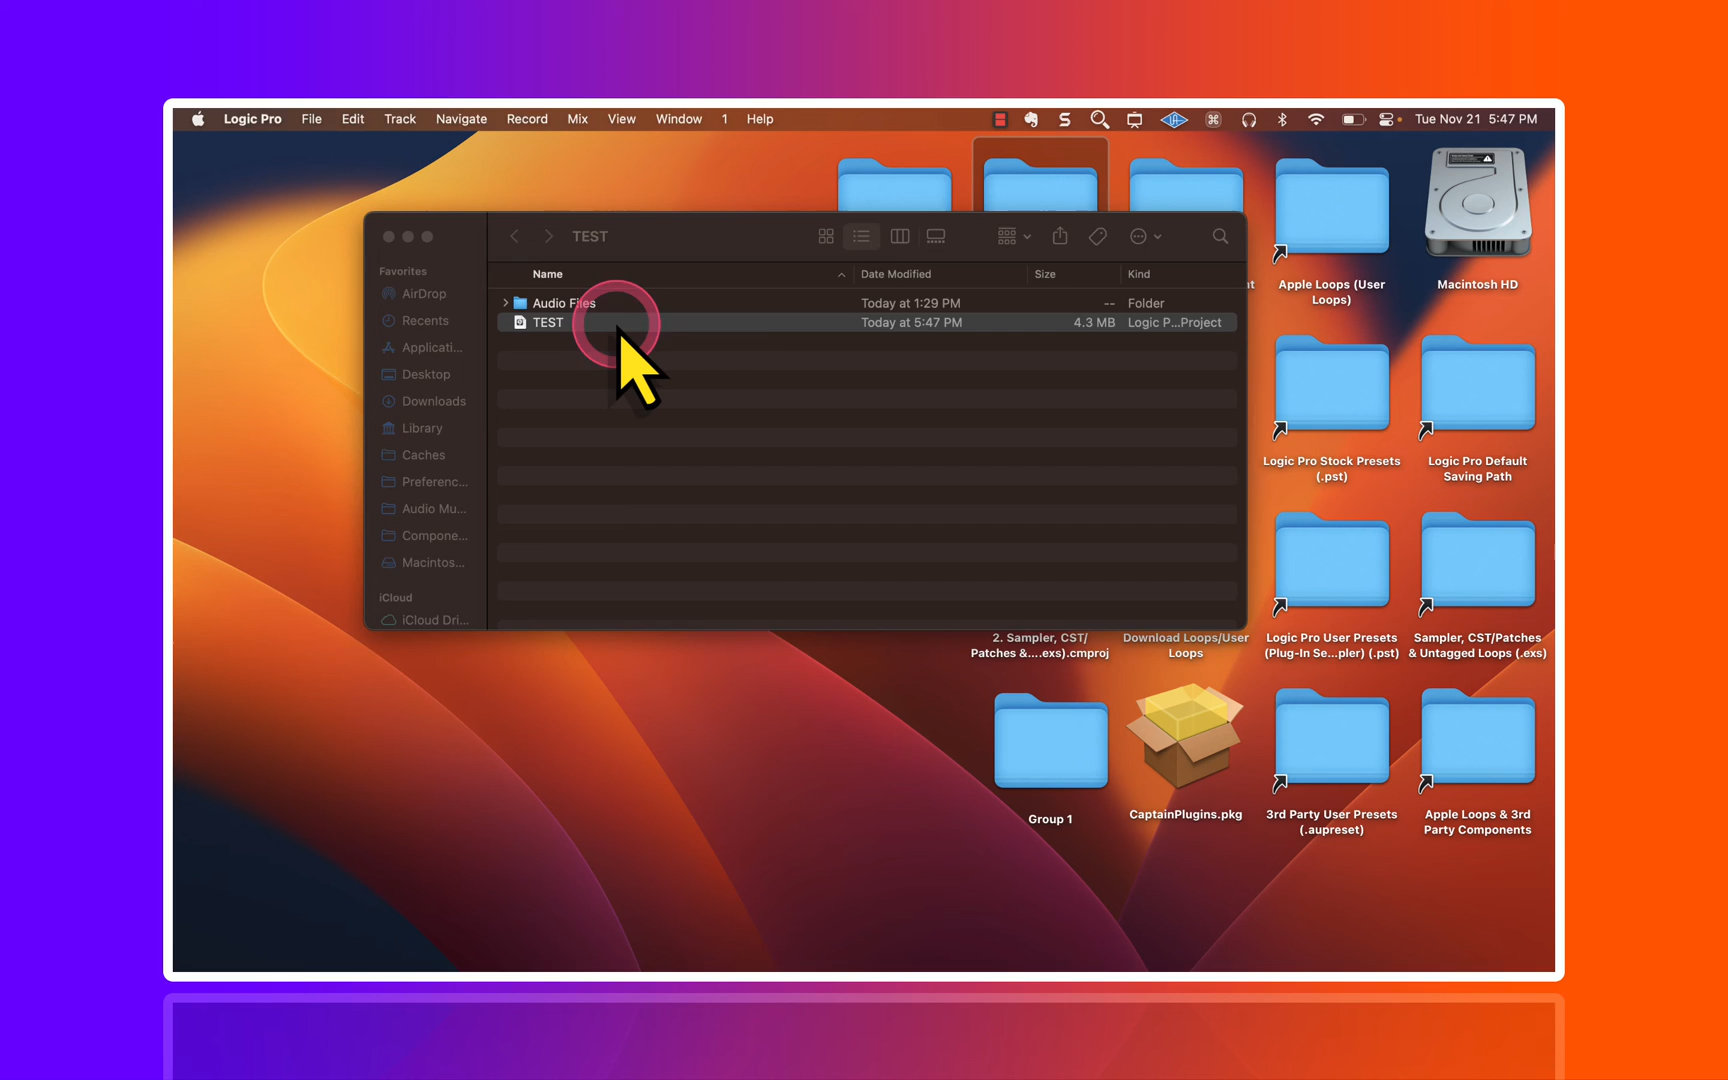 Logic Pro File Edit Track Navigate Record Mix View Window 1 Help Tue Nov 21 5:47 PM
TEST
Favorites
AirDrop
Recents
Applicati...
Desktop
Downloads
Library
Caches
Preferenc...
Audio Mu...
Compone...
Macintos...
iCloud
iCloud Dri...
Name Date Modified Size Kind
Audio Files Today at 1:29 PM -- Folder
TEST Today at 5:47 PM 4.3 MB Logic P...Project
nt
Apple Loops (User
Loops)
Macintosh HD
Logic Pro Stock Presets
(.pst)
Logic Pro Default
Saving Path
2. Sampler, CST/
Patches &....exs).cmproj
Download Loops/User
Loops
Logic Pro User Presets
(Plug-In Se...pler) (.pst)
Sampler, CST/Patches
& Untagged Loops (.exs)
Group 1
CaptainPlugins.pkg
3rd Party User Presets
(.aupreset)
Apple Loops & 3rd
Party Components